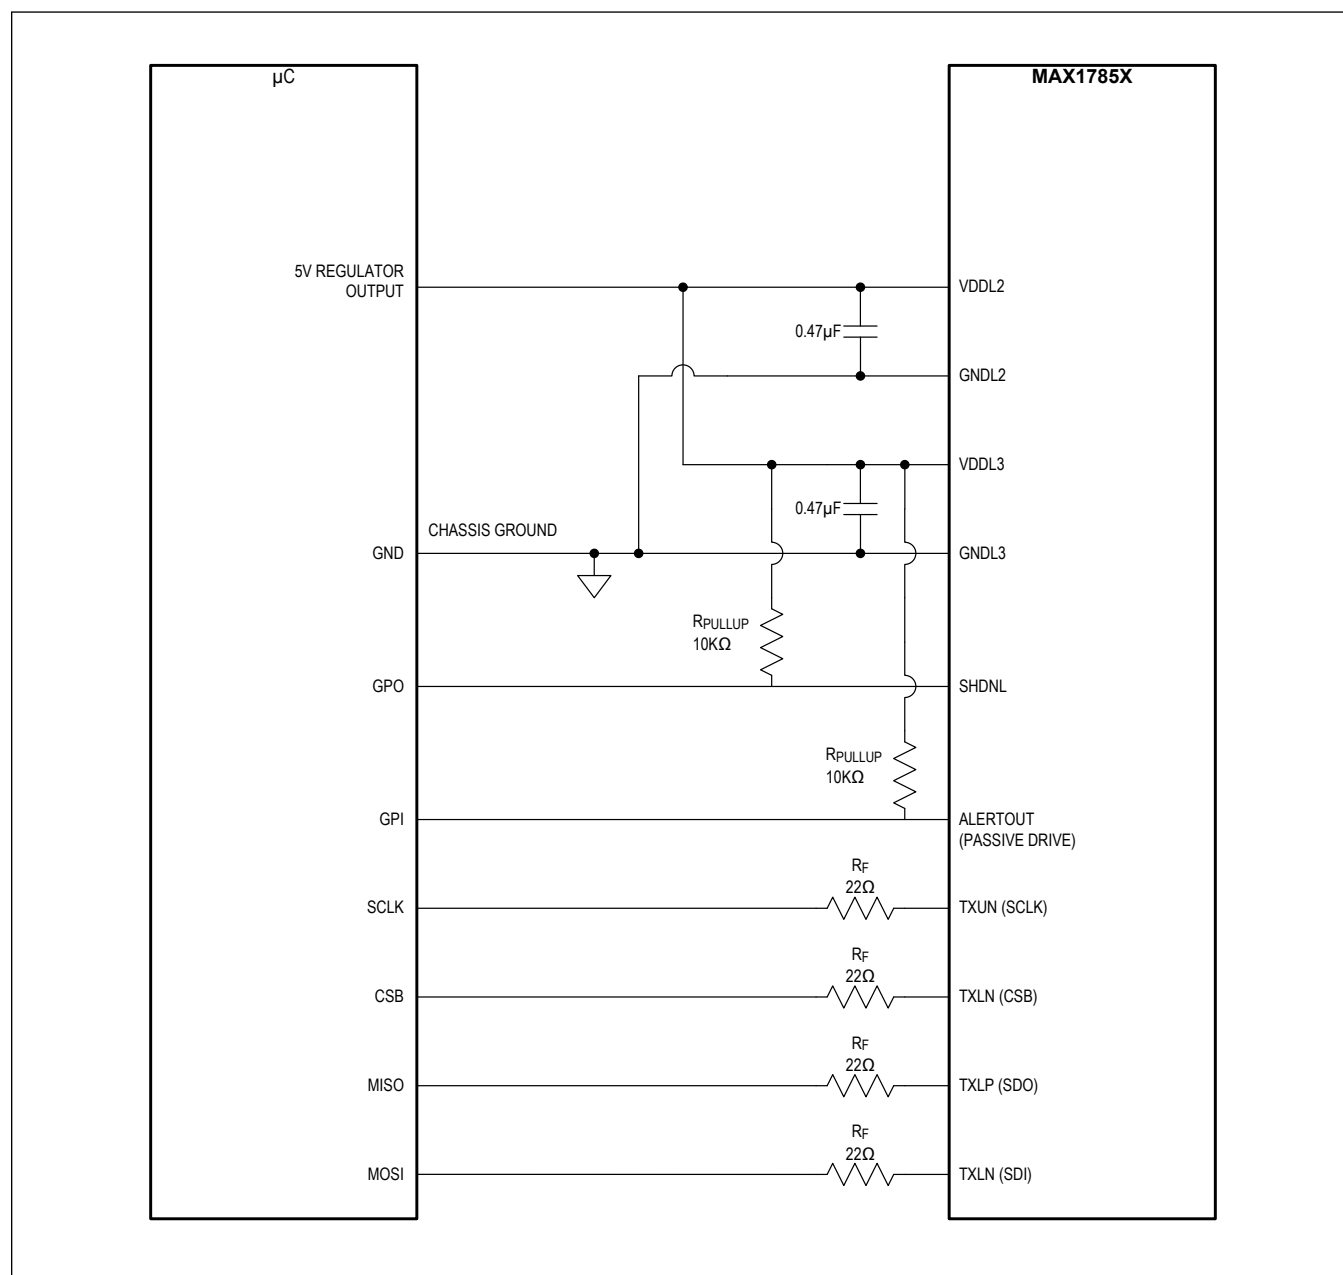 µC
MAX1785X
5V REGULATOR
OUTPUT
VDDL2
0.47µF
GNDL2
VDDL3
0.47µF
CHASSIS GROUND
GND
GNDL3
RPULLUP
10KΩ
GPO
SHDNL
RPULLUP
10KΩ
GPI
ALERTOUT
(PASSIVE DRIVE)
RF
22Ω
SCLK
TXUN (SCLK)
RF
22Ω
CSB
TXLN (CSB)
RF
22Ω
MISO
TXLP (SDO)
RF
22Ω
MOSI
TXLN (SDI)